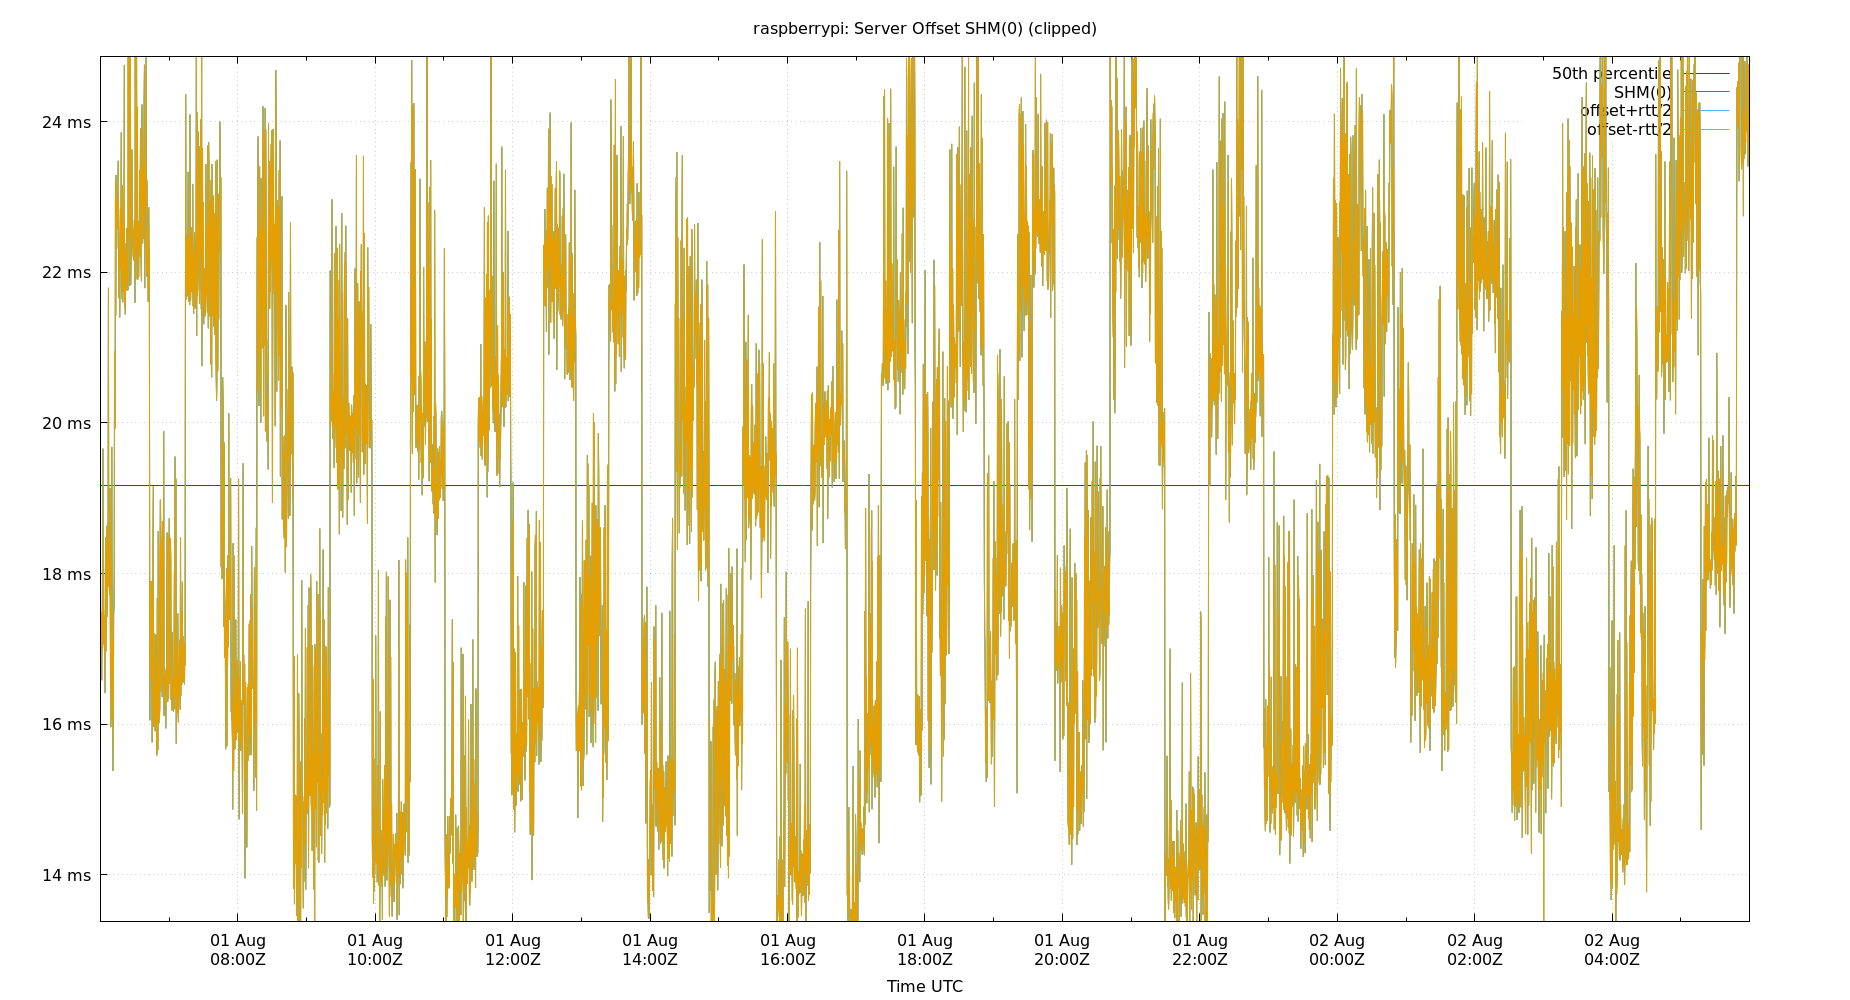 raspberrypi: Server Offset SHM(0) (clipped)
50th percentile
SHM(0)
offset+rtt/2
offset-rtt/2
24 ms
22 ms
20 ms
18 ms
16 ms
14 ms
01 Aug 01 Aug 01 Aug 01 Aug 01 Aug 01 Aug 01 Aug 01 Aug 02 Aug 02 Aug 02 Aug
08:00Z 10:00Z 12:00Z 14:00Z 16:00Z 18:00Z 20:00Z 22:00Z 00:00Z 02:00Z 04:00Z
Time UTC